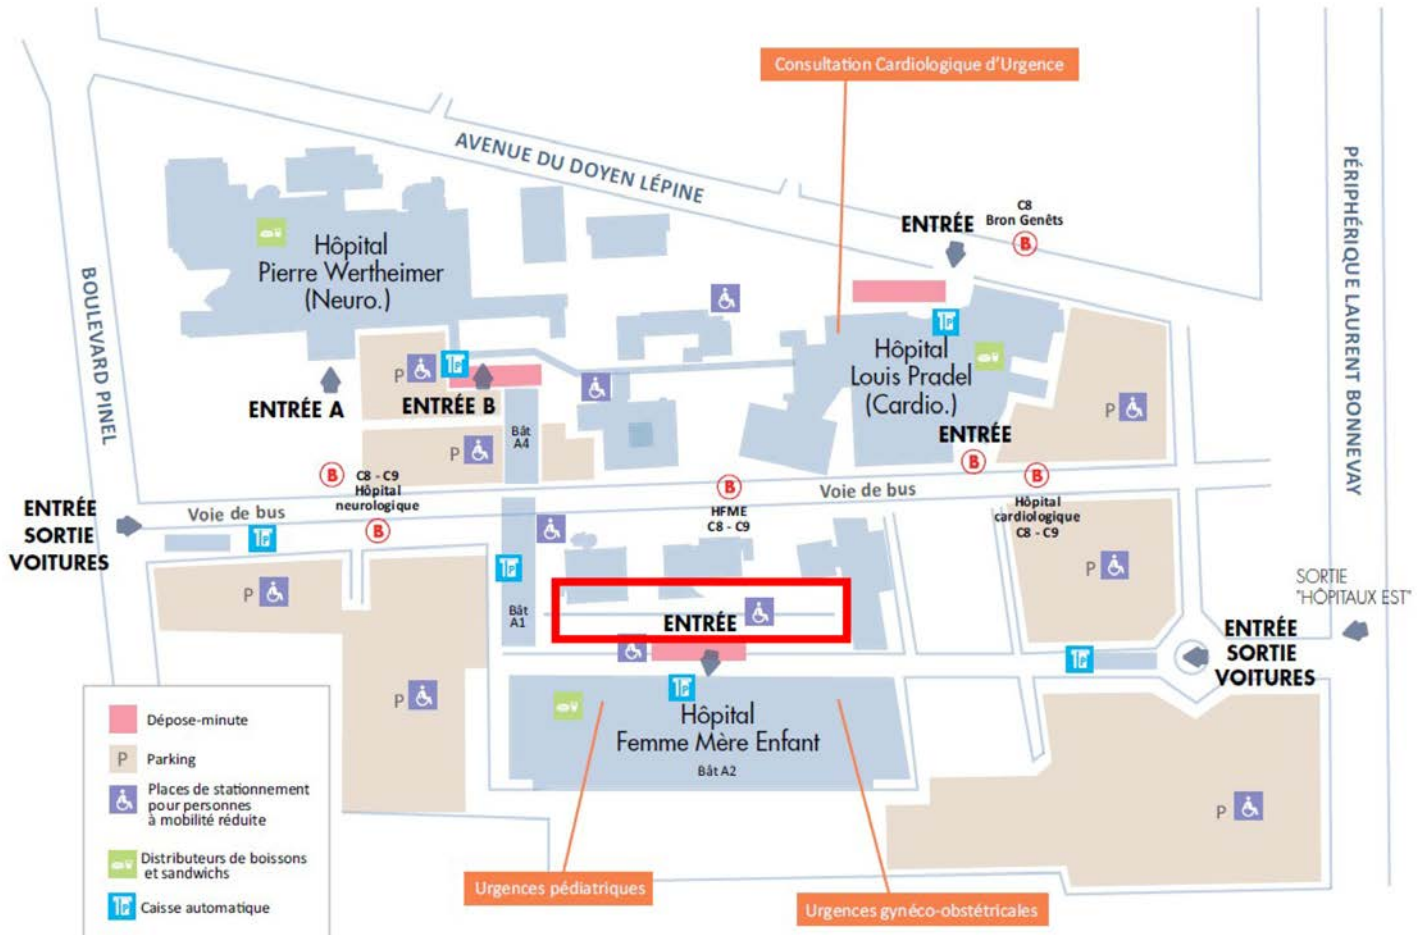 Consultation Cardiologique d'Urgence
AVENUE DU DOYEN LÉPINE
C8
Bron Genêts
B
ENTRÉE
PÉRIPHÉRIQUE LAURENT BONNEVAY
BOULEVARD PINEL
Hôpital
Pierre Wertheimer
(Neuro.)
Hôpital
Louis Pradel
(Cardio.)
P
P
ENTRÉE A
ENTRÉE B
P
P
Bât
A4
ENTRÉE
B
B
C8 - C9
Hôpital
neurologique
B
B
HFME
C8 - C9
Voie de bus
B
Hôpital
cardiologique
C8 - C9
ENTRÉE
SORTIE
VOITURES
Voie de bus
P
P
P
P
Bât
A1
ENTRÉE
P
SORTIE
"HÔPITAUX EST"
ENTRÉE
SORTIE
VOITURES
P
P
P
Hôpital
Femme Mère Enfant
Bât A2
P
Dépose-minute
P
Parking
Places de stationnement
pour personnes
à mobilité réduite
Distributeurs de boissons
et sandwichs
P
Caisse automatique
Urgences pédiatriques
Urgences gynéco-obstétricales